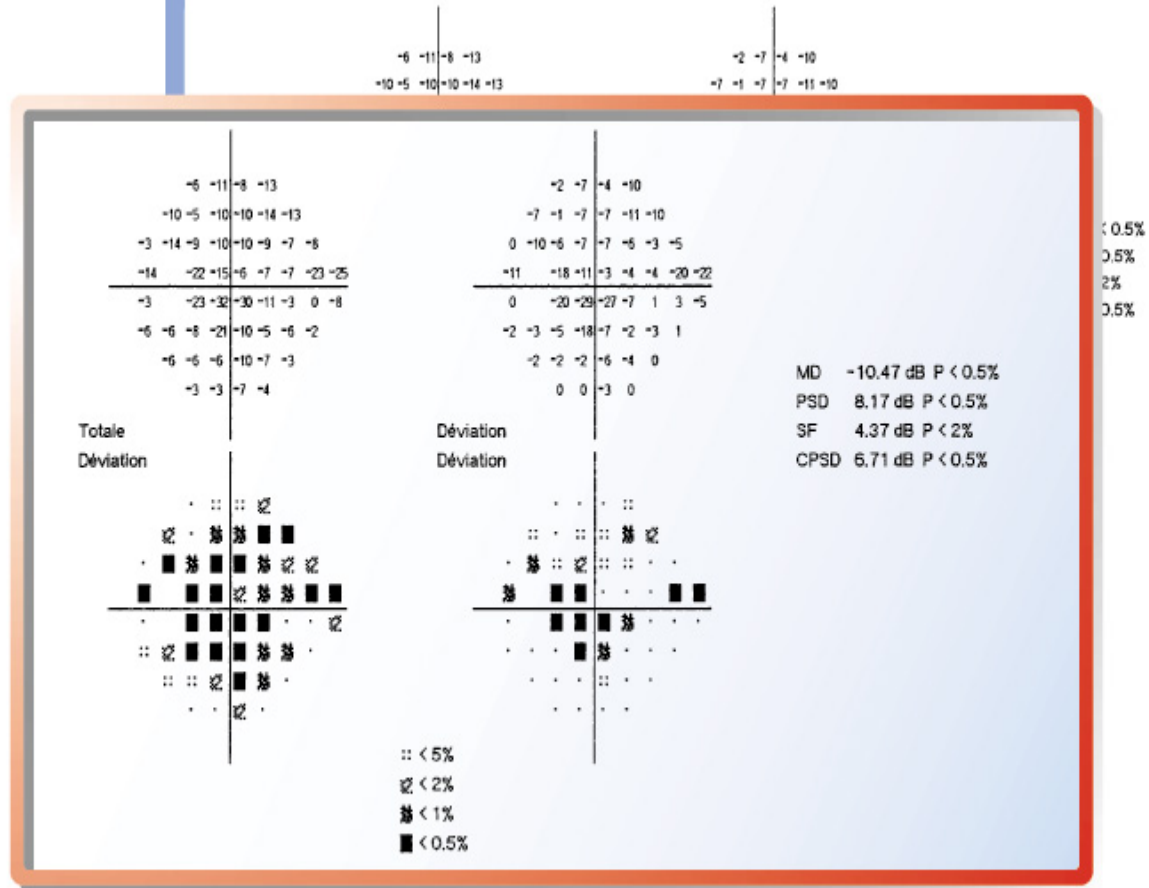 -6 -11 -8 -13
-2 -7 -4 -10
-10 -5 -10 -10 -14 -13
-7 -1 -7 -7 -11 -10
-6 -11 -8 -13
-2 -7 -4 -10
-10 -5 -10 -10 -14 -13
-7 -1 -7 -7 -11 -10
-3 -14 -9 -10 -10 -9 -7 -8
0 -10 -6 -7 -7 -6 -3 -5
-14 -22 -15 -6 -7 -7 -23 -25
-11 -18 -11 -3 -4 -4 -20 -22
-3 -23 -32 -30 -11 -3 0 -8
0 -20 -29 -27 -7 1 3 -5
-6 -6 -8 -21 -10 -5 -6 -2
-2 -3 -5 -18 -7 -2 -3 1
-6 -6 -6 -10 -7 -3
-2 -2 -2 -6 -4 0
-3 -3 -7 -4
0 0 -3 0
Totale
Déviation
Déviation
Déviation
MD -10.47 dB P < 0.5%
PSD 8.17 dB P < 0.5%
SF 4.37 dB P < 2%
CPSD 6.71 dB P < 0.5%
< 0.5%
0.5%
2%
0.5%
< 5%
< 2%
< 1%
< 0.5%